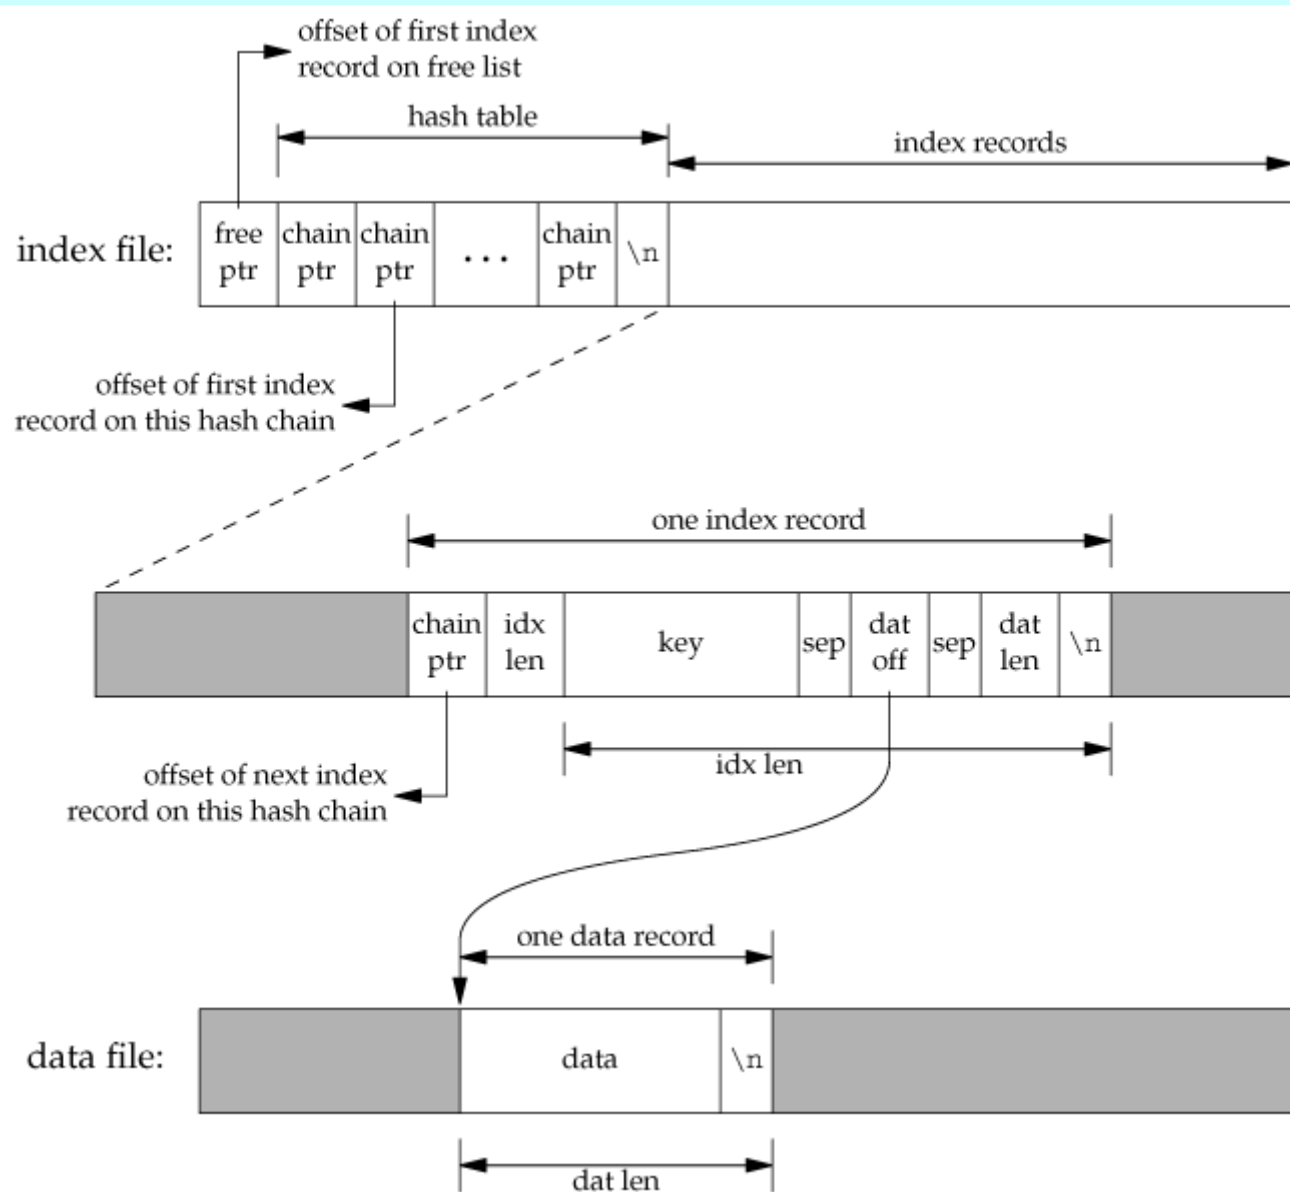 offset of first index
record on free list
hash table
index records
index file:
free
ptr
chain
ptr
chain
ptr
...
chain
ptr
\n
offset of first index
record on this hash chain
one index record
chain
ptr
idx
len
key
sep
dat
off
sep
dat
len
\n
idx len
offset of next index
record on this hash chain
one data record
data file:
data
\n
dat len